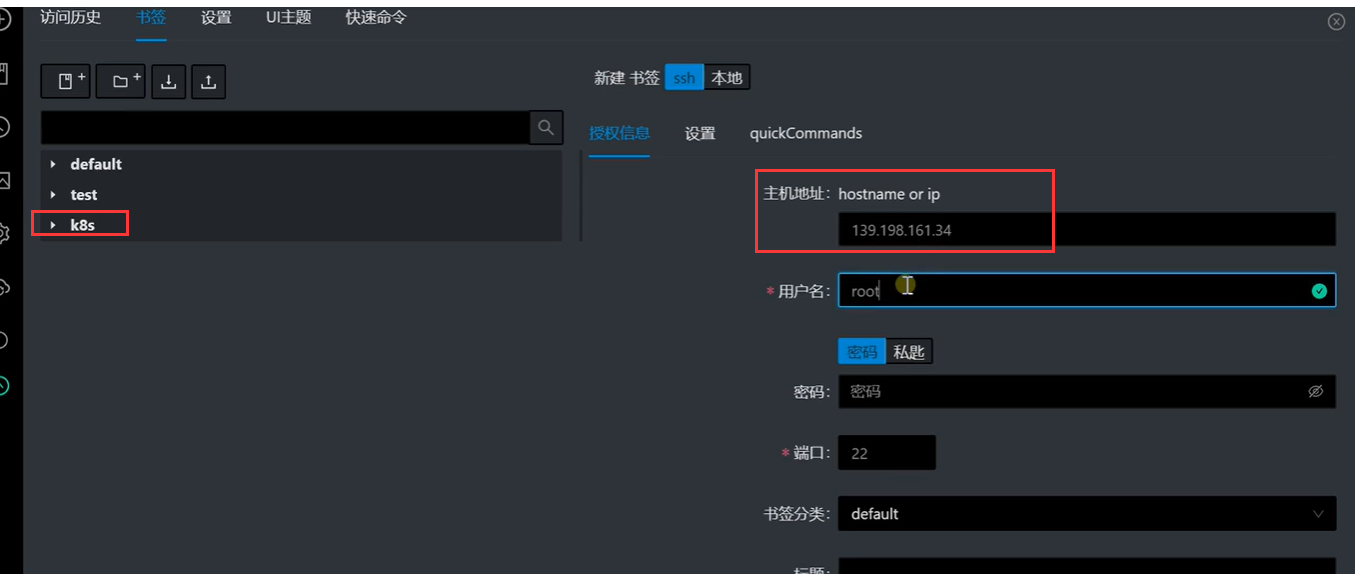 访问历史 书签 设置 UI主题 快速命令
新建 书签 ssh 本地
授权信息 设置 quickCommands
default
test
k8s
主机地址: hostname or ip
139.198.161.34
* 用户名: root
密码 私匙
密码: 密码
* 端口: 22
书签分类: default
标题: